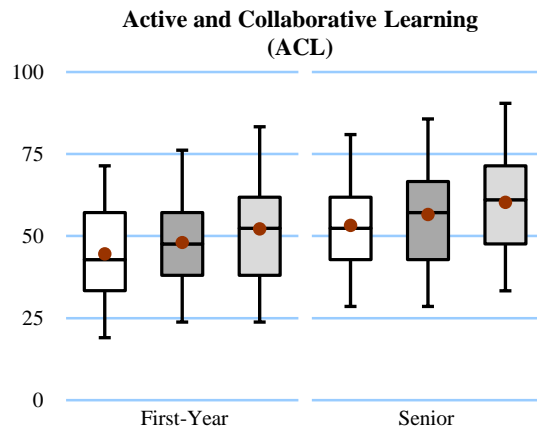 Active and Collaborative Learning
(ACL)
100
75
50
25
0
First-Year
Senior